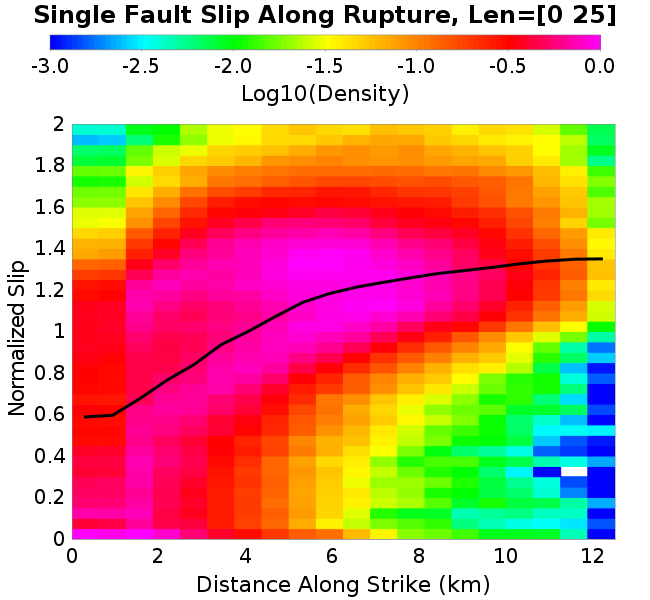 Single Fault Slip Along Rupture, Len=[0 25]
-3.0 -2.5 -2.0 -1.5 -1.0 -0.5 0.0
Log10(Density)
2
1.8
1.6
1.4
1.2
1
0.8
0.6
0.4
0.2
0
Normalized Slip
0 2 4 6 8 10 12
Distance Along Strike (km)